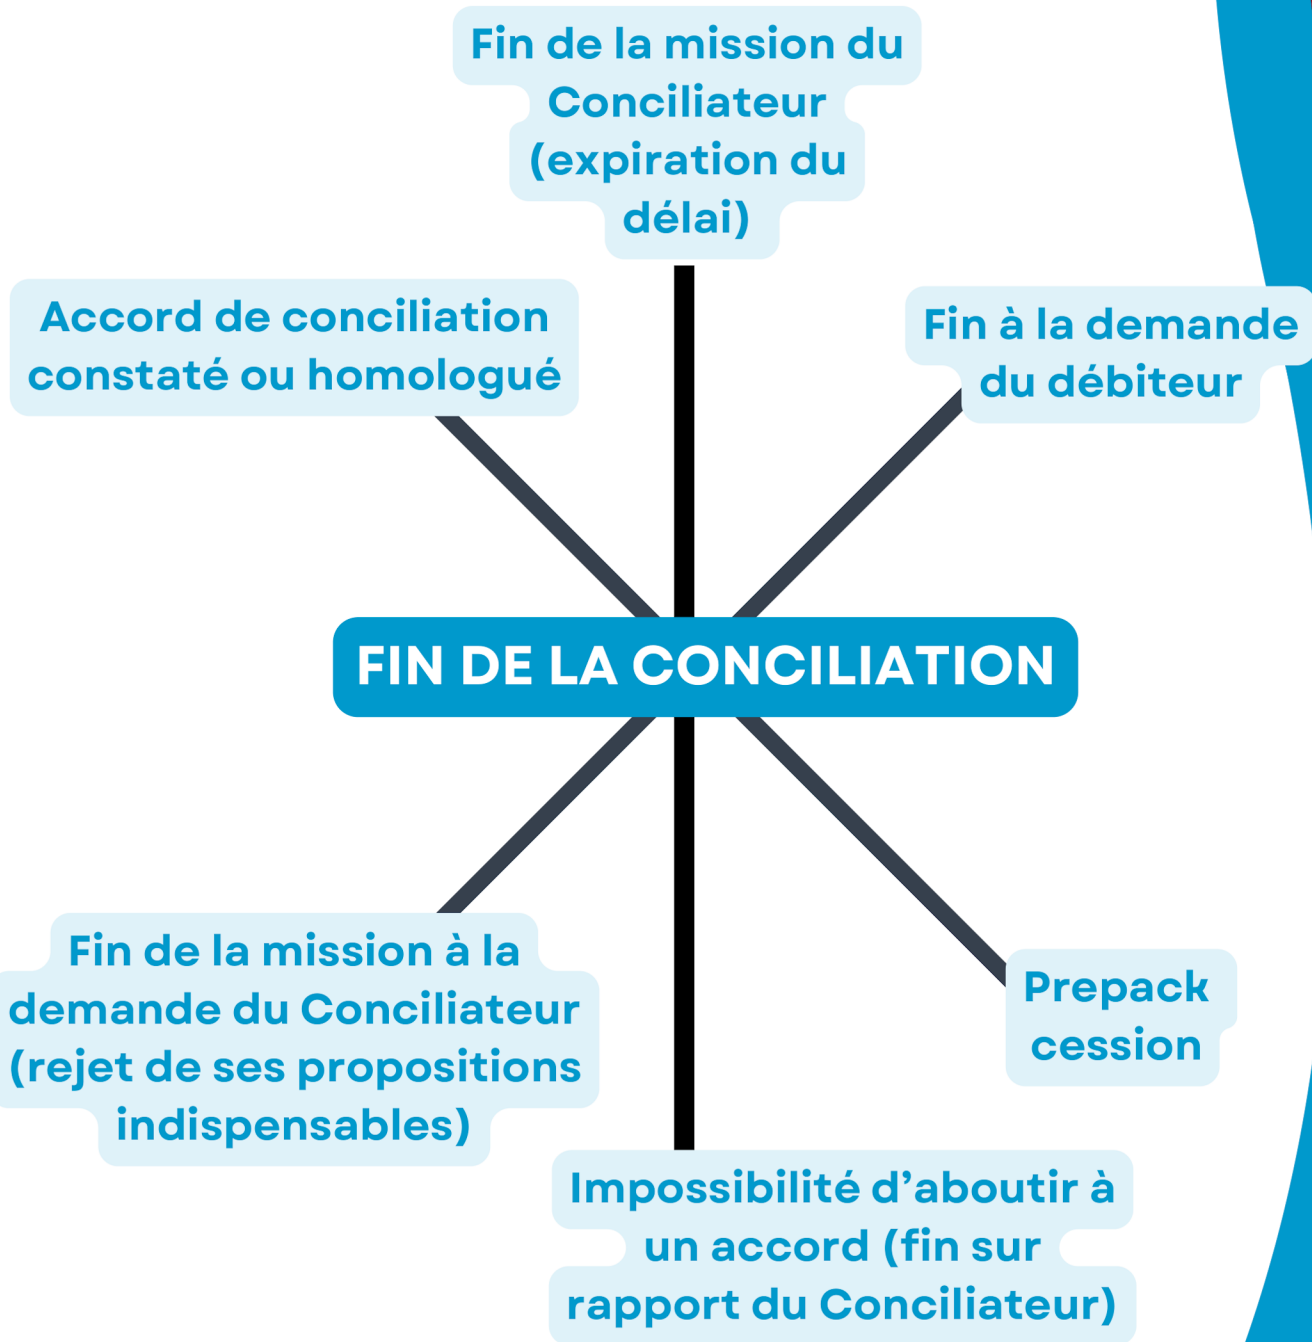 Fin de la mission du
Conciliateur
(expiration du
délai)
Accord de conciliation
constaté ou homologué
Fin à la demande
du débiteur
FIN DE LA CONCILIATION
Fin de la mission à la
demande du Conciliateur
(rejet de ses propositions
indispensables)
Prepack
cession
Impossibilité d’aboutir à
un accord (fin sur
rapport du Conciliateur)